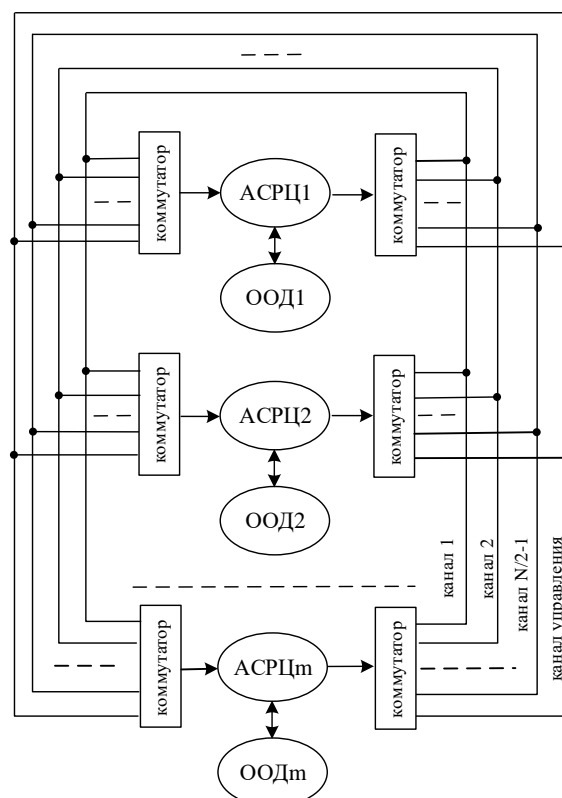 коммутатор
АСРЦ1
коммутатор
ООД1
коммутатор
АСРЦ2
коммутатор
ООД2
канал 1
канал 2
канал N/2-1
канал управления
коммутатор
АСРЦm
коммутатор
ООДm